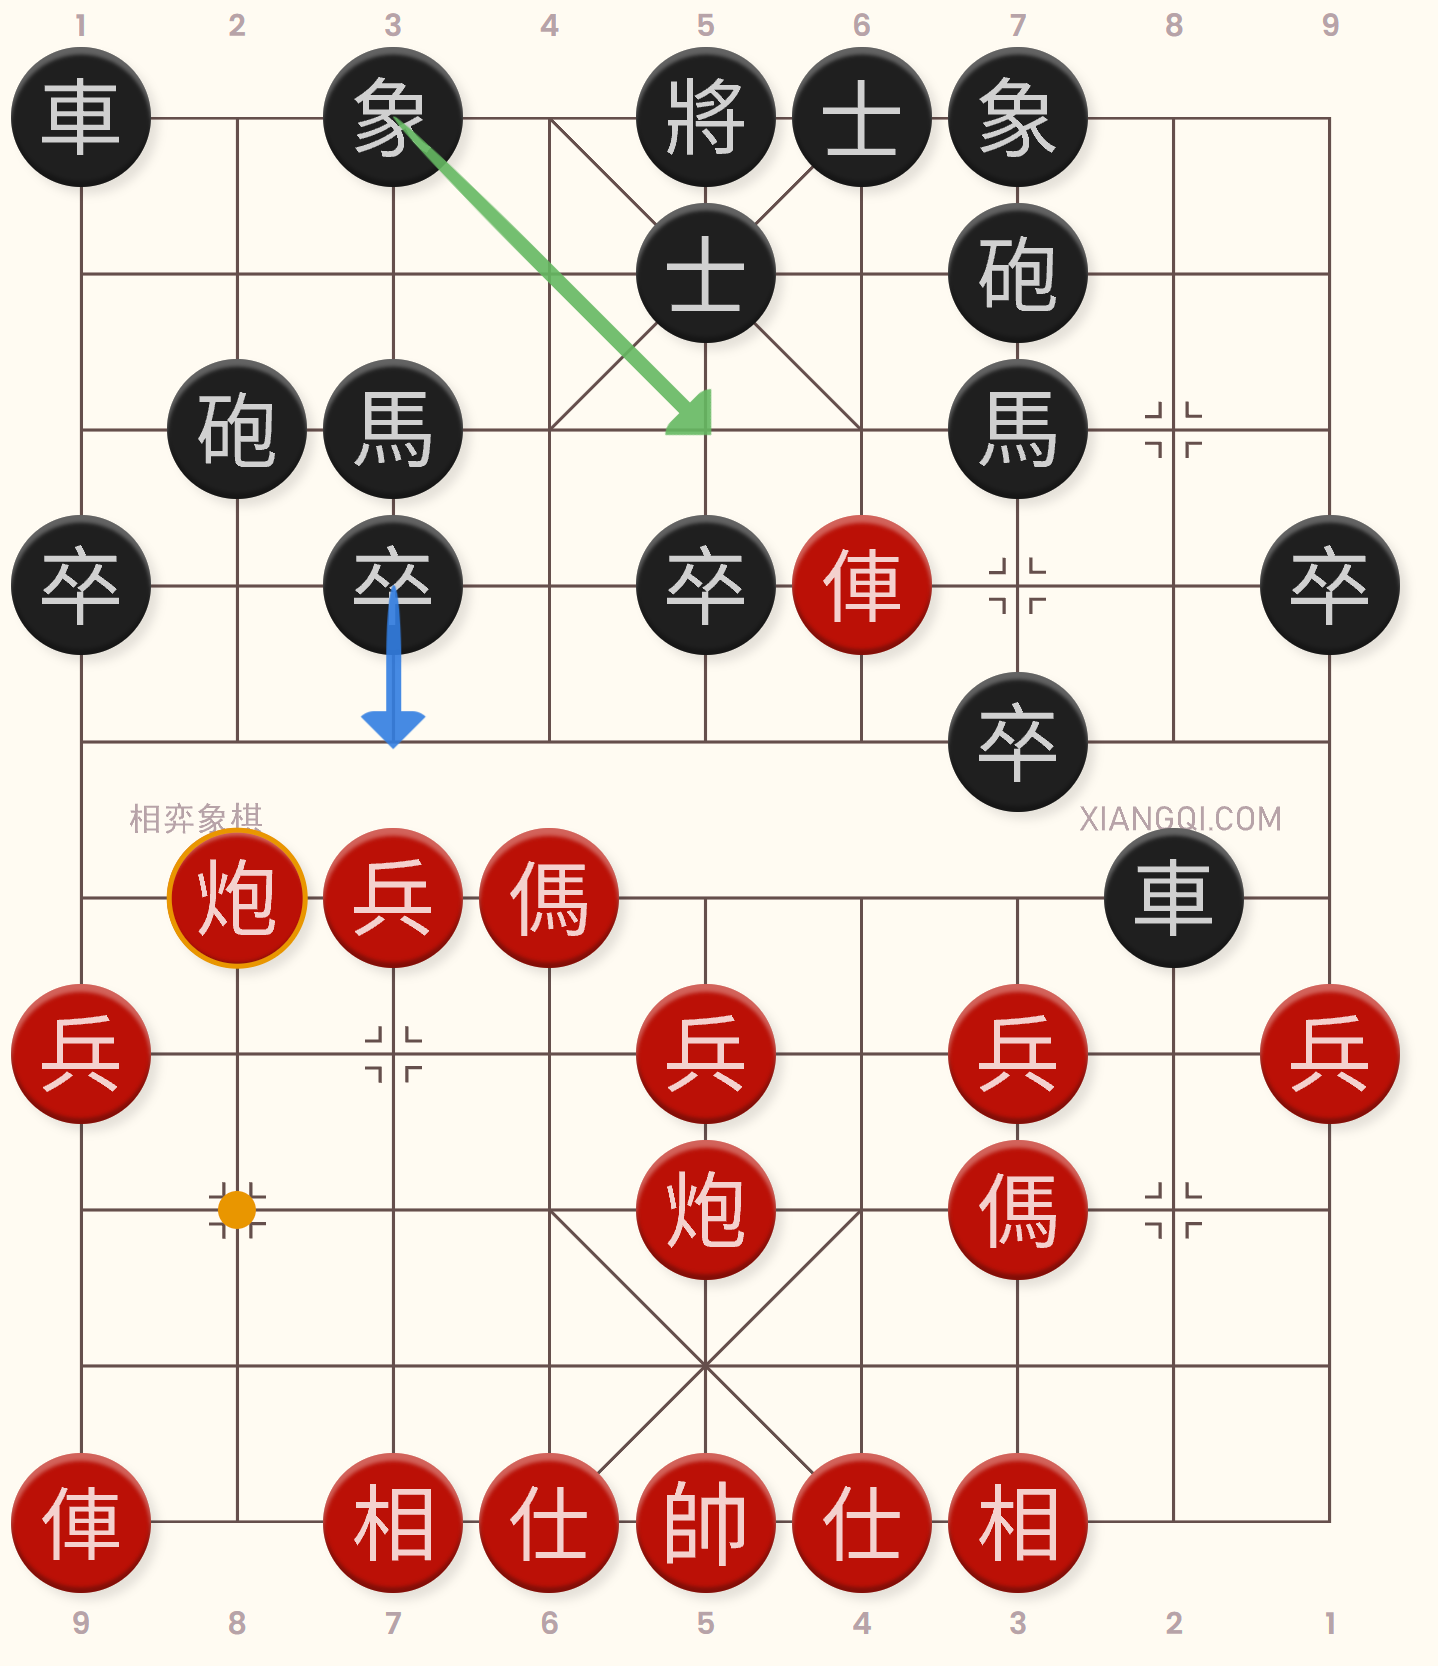 1 2 3 4 5 6 7 8 9
車 象 將 士 象
士 砲
砲 馬 馬
卒 卒 卒 俥 卒
卒
相弈象棋 XIANGQI.COM
炮 兵 傌 車
兵 兵 兵 兵
炮 傌
俥 相 仕 帥 仕 相
9 8 7 6 5 4 3 2 1